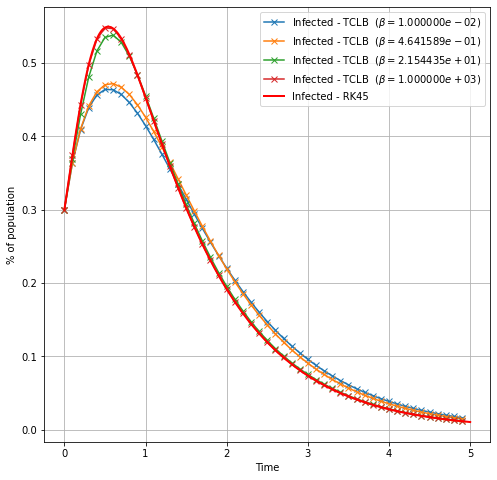 Infected - TCLB (β = 1.000000e − 02)
Infected - TCLB (β = 4.641589e − 01)
Infected - TCLB (β = 2.154435e + 01)
Infected - TCLB (β = 1.000000e + 03)
Infected - RK45
% of population
0.5
0.4
0.3
0.2
0.1
0.0
0 1 2 3 4 5
Time